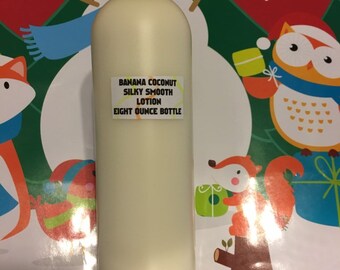 BANANA COCONUT
SILKY SMOOTH
LOTION
EIGHT OUNCE BOTTLE